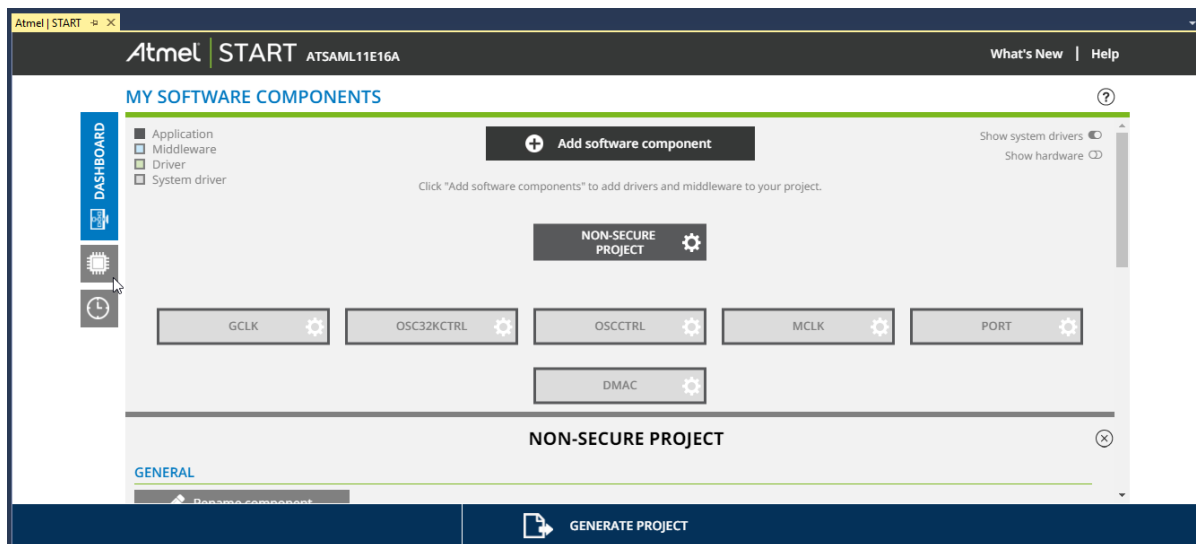 Atmel | START
Atmel START ATSAML11E16A
What's New | Help
MY SOFTWARE COMPONENTS
?
DASHBOARD
Application
Middleware
Driver
System driver
Add software component
Show system drivers
Show hardware
Click "Add software components" to add drivers and middleware to your project.
NON-SECURE
PROJECT
GCLK
OSC32KCTRL
OSCCTRL
MCLK
PORT
DMAC
NON-SECURE PROJECT
GENERAL
Rename component
GENERATE PROJECT